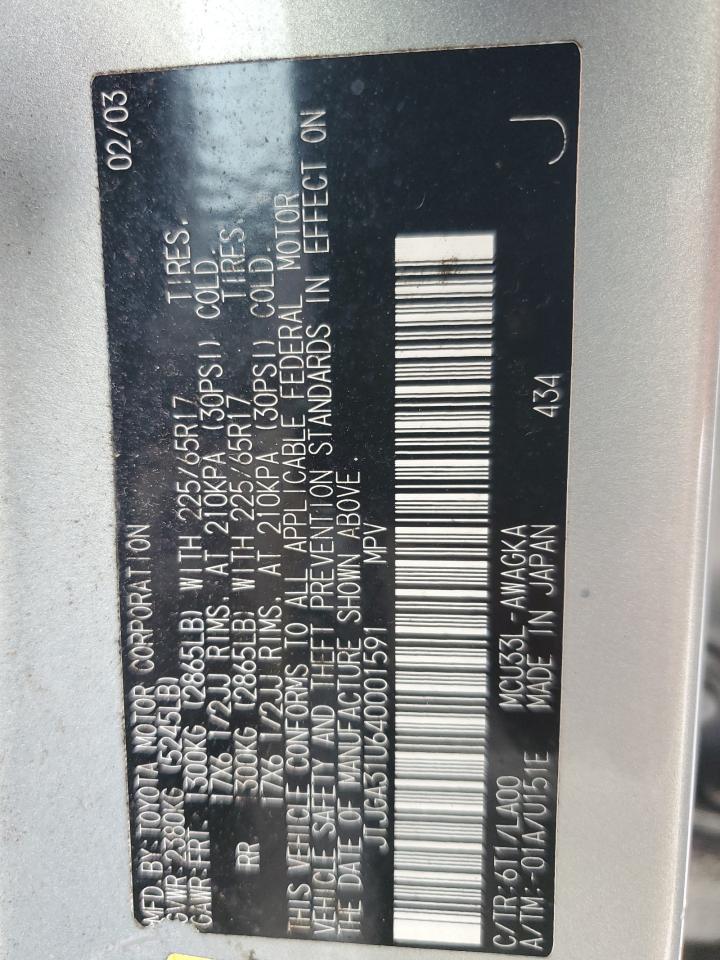 MFD.BY:TOYOTA MOTOR CORPORATION 02/03
GVWR:2380KG (5245LB)
GAWR:FRT. 1300KG (2865LB) WITH 225/65R17 TIRES,
17X6 1/2JJ RIMS, AT 210KPA (30PSI) COLD.
RR. 1300KG (2865LB) WITH 225/65R17 TIRES,
17X6 1/2JJ RIMS, AT 210KPA (30PSI) COLD.
THIS VEHICLE CONFORMS TO ALL APPLICABLE FEDERAL MOTOR
VEHICLE SAFETY AND THEFT PREVENTION STANDARDS IN EFFECT ON
THE DATE OF MANUFACTURE SHOWN ABOVE
JTJGA31U640001591 MPV
C/TR:6T1/LA00 MCU33L-AWAGKA 434
A/TM:-01A/U151E MADE IN JAPAN
J